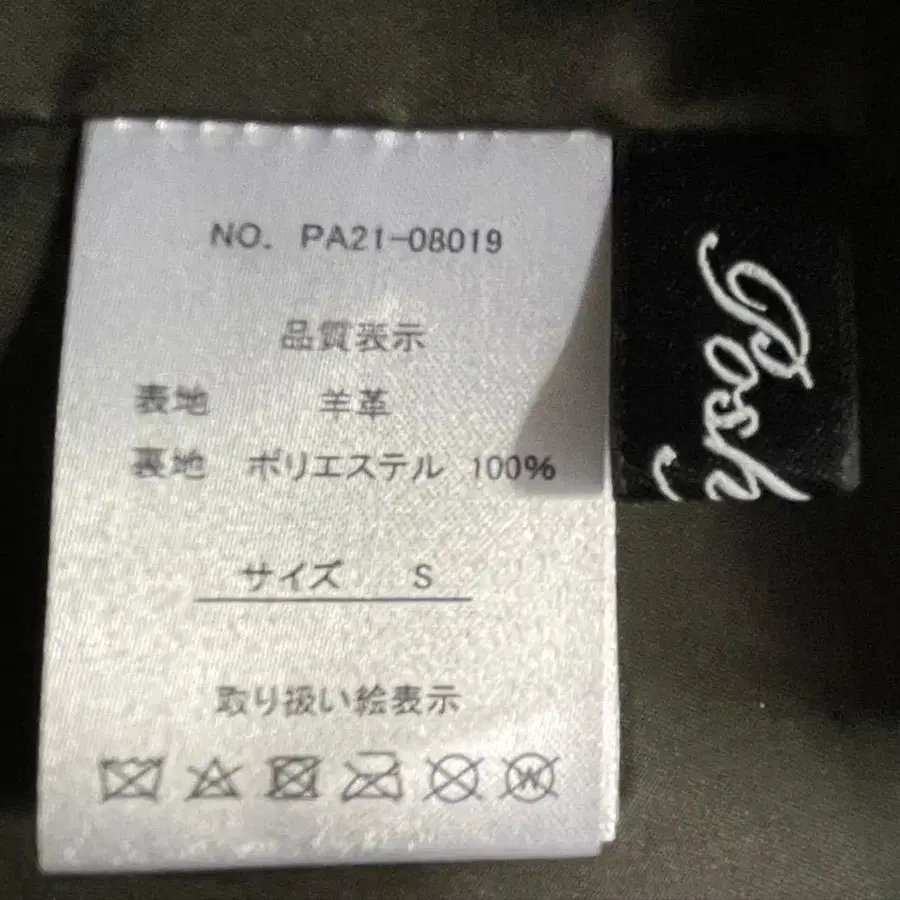 NO. PA21-08019
品質表示
表地 羊革
裏地 ポリエステル 100%
サイズ S
取り扱い絵表示
W
Posh